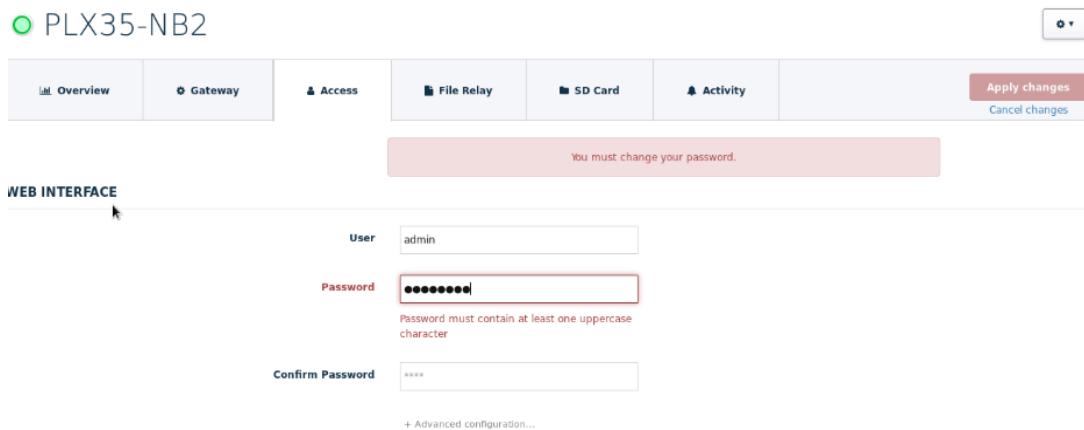 PLX35-NB2
Overview
Gateway
Access
File Relay
SD Card
Activity
Apply changes
Cancel changes
You must change your password.
WEB INTERFACE
User
admin
Password
●●●●●●●●
Password must contain at least one uppercase
character
Confirm Password
****
+ Advanced configuration...